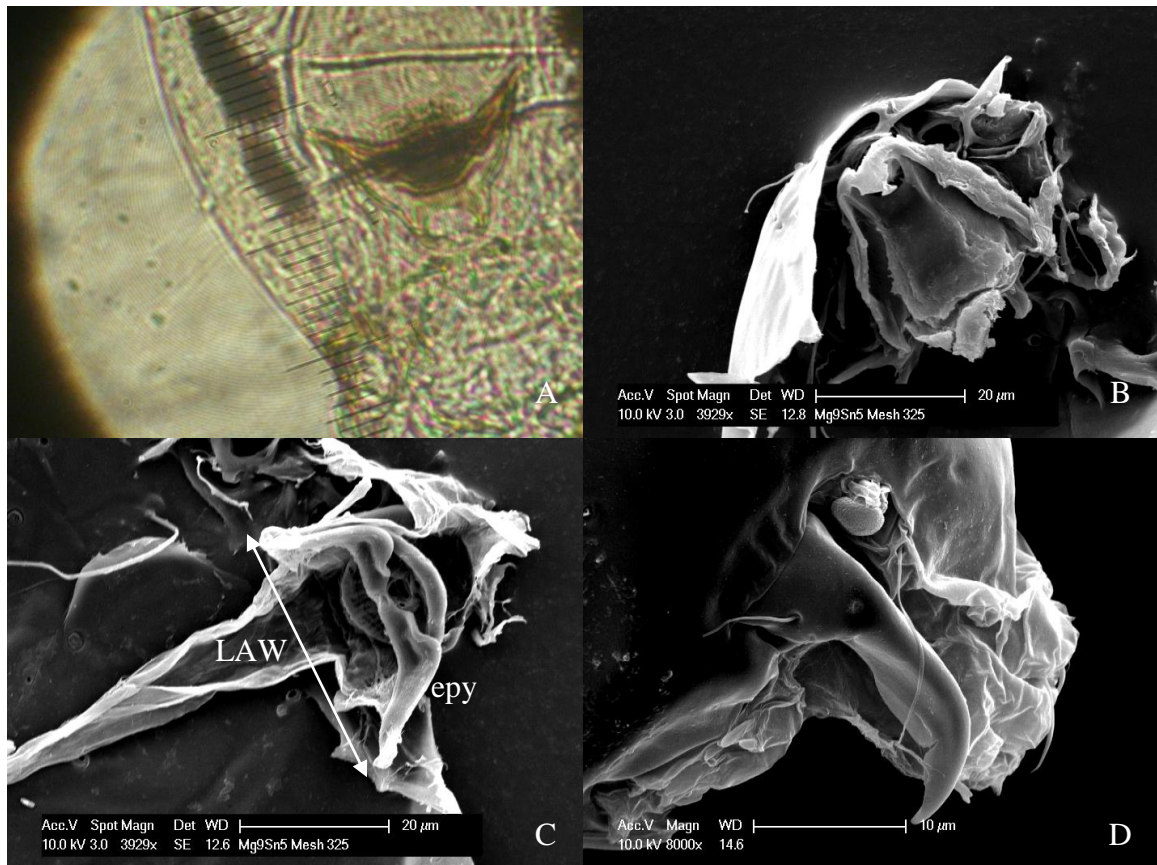 A
Acc.V Spot Magn Det WD 20 µm
10.0 kV 3.0 3929x SE 12.8 Mg9Sn5 Mesh 325
B
LAW
epy
Acc.V Spot Magn Det WD 20 µm
10.0 kV 3.0 3929x SE 12.6 Mg9Sn5 Mesh 325
C
Acc.V Magn WD 10 µm
10.0 kV 8000x 14.6
D